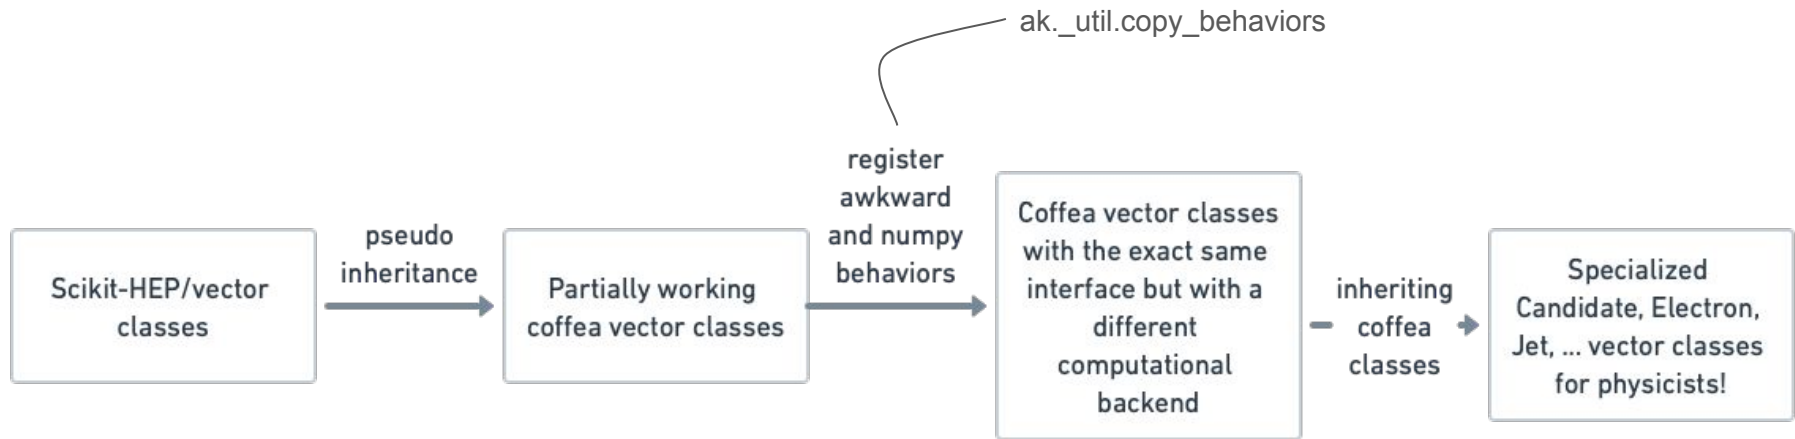 ak._util.copy_behaviors
Scikit-HEP/vector
classes
pseudo
inheritance
Partially working
coffea vector classes
register
awkward
and numpy
behaviors
Coffea vector classes
with the exact same
interface but with a
different
computational
backend
inheriting
coffea
classes
Specialized
Candidate, Electron,
Jet, ... vector classes
for physicists!